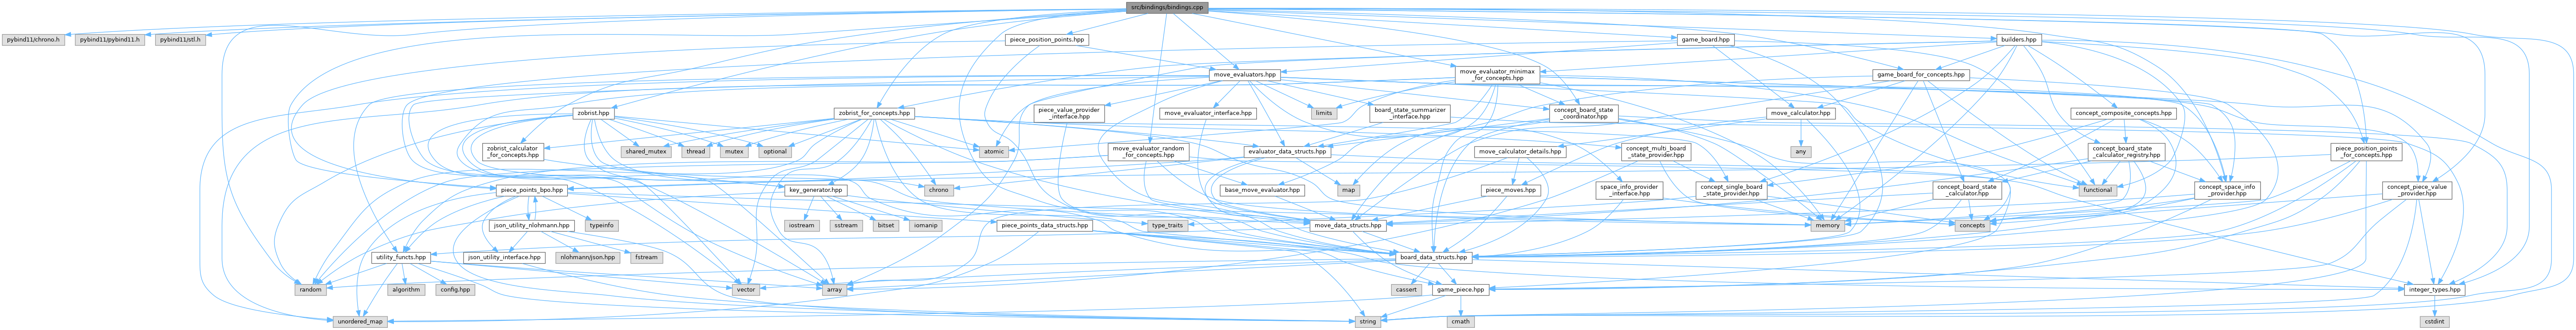 src/bindings/bindings.cpp
pybind11/chrono.h
pybind11/pybind11.h
pybind11/stl.h
piece_position_points.hpp
game_board.hpp
builders.hpp
move_evaluators.hpp
move_evaluator_minimax
_for_concepts.hpp
game_board_for_concepts.hpp
zobrist.hpp
zobrist_for_concepts.hpp
piece_value_provider
_interface.hpp
move_evaluator_interface.hpp
board_state_summarizer
_interface.hpp
limits
concept_board_state
_coordinator.hpp
move_calculator.hpp
concept_composite_concepts.hpp
zobrist_calculator
_for_concepts.hpp
shared_mutex
thread
mutex
optional
atomic
move_evaluator_random
_for_concepts.hpp
evaluator_data_structs.hpp
move_calculator_details.hpp
concept_multi_board
_state_provider.hpp
any
concept_board_state
_calculator_registry.hpp
piece_position_points
_for_concepts.hpp
piece_points_bpo.hpp
key_generator.hpp
chrono
base_move_evaluator.hpp
map
piece_moves.hpp
space_info_provider
_interface.hpp
concept_single_board
_state_provider.hpp
concept_board_state
_calculator.hpp
functional
concept_space_info
_provider.hpp
concept_piece_value
_provider.hpp
json_utility_nlohmann.hpp
typeinfo
iostream
sstream
bitset
iomanip
piece_points_data_structs.hpp
type_traits
move_data_structs.hpp
memory
concepts
utility_functs.hpp
json_utility_interface.hpp
nlohmann/json.hpp
fstream
board_data_structs.hpp
random
algorithm
config.hpp
vector
array
cassert
game_piece.hpp
integer_types.hpp
unordered_map
string
cmath
cstdint